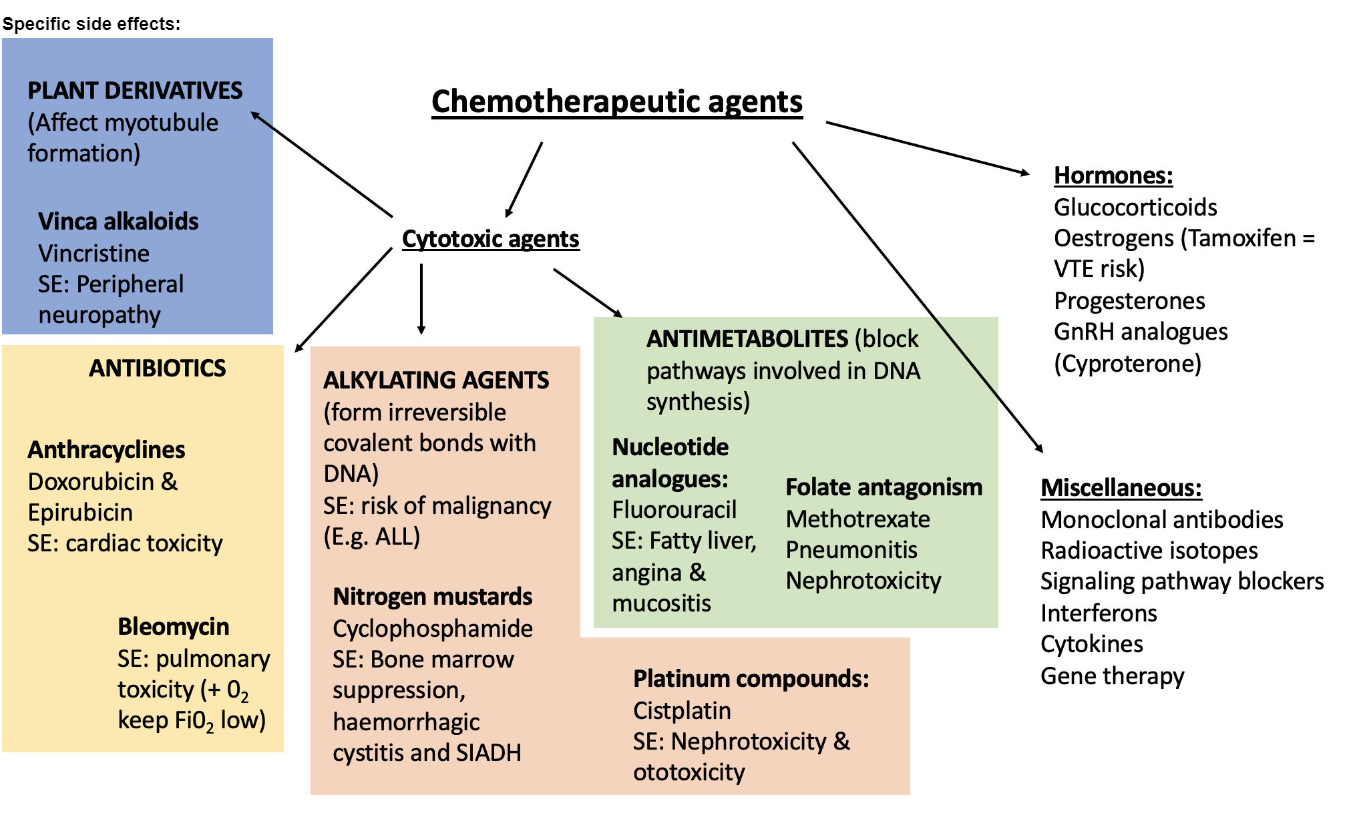 Specific side effects:
Chemotherapeutic agents
PLANT DERIVATIVES
(Affect myotubule
formation)
Vinca alkaloids
Vincristine
SE: Peripheral
neuropathy
Cytotoxic agents
ANTIBIOTICS
Anthracyclines
Doxorubicin &
Epirubicin
SE: cardiac toxicity
Bleomycin
SE: pulmonary
toxicity (+ 0₂
keep Fi0₂ low)
ALKYLATING AGENTS
(form irreversible
covalent bonds with
DNA)
SE: risk of malignancy
(E.g. ALL)
Nitrogen mustards
Cyclophosphamide
SE: Bone marrow
suppression,
haemorrhagic
cystitis and SIADH
Platinum compounds:
Cistplatin
SE: Nephrotoxicity &
ototoxicity
ANTIMETABOLITES (block
pathways involved in DNA
synthesis)
Nucleotide
analogues:
Fluorouracil
SE: Fatty liver,
angina &
mucositis
Folate antagonism
Methotrexate
Pneumonitis
Nephrotoxicity
Hormones:
Glucocorticoids
Oestrogens (Tamoxifen =
VTE risk)
Progesterones
GnRH analogues
(Cyproterone)
Miscellaneous:
Monoclonal antibodies
Radioactive isotopes
Signaling pathway blockers
Interferons
Cytokines
Gene therapy